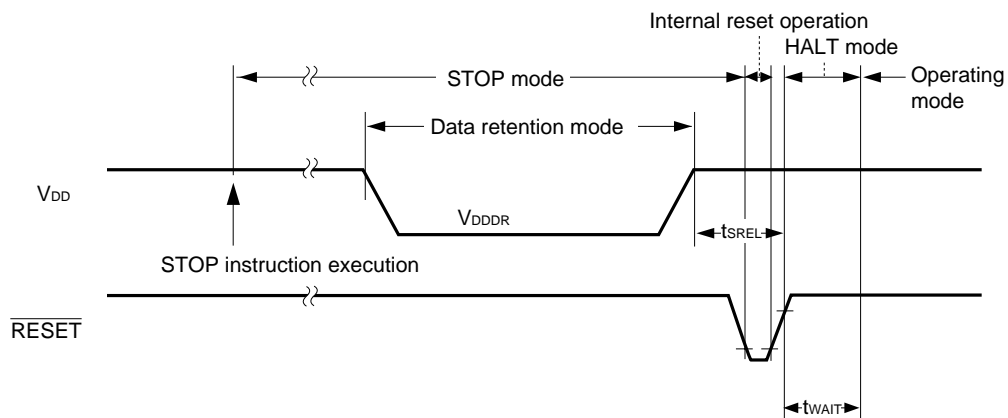 Internal reset operation
HALT mode
STOP mode
Operating
mode
Data retention mode
VDD
VDDDR
tSREL
STOP instruction execution
RESET
tWAIT